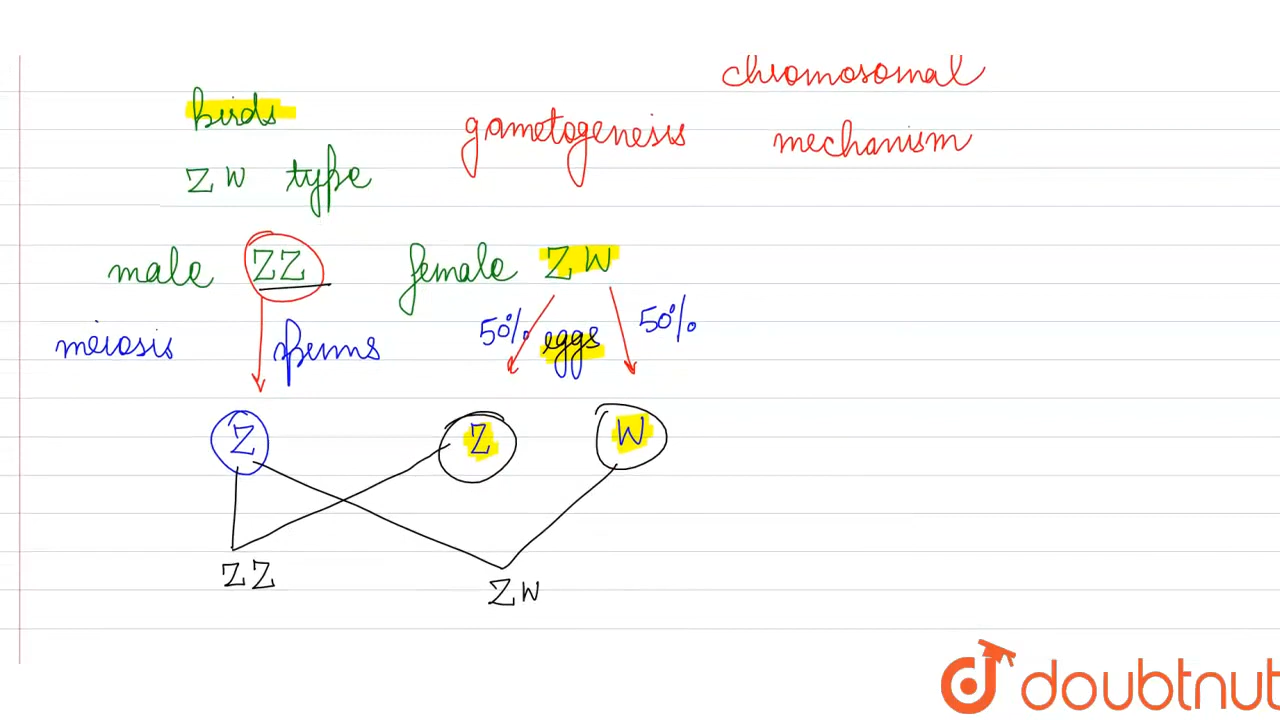 chromosomal
birds
gametogenesis mechanism
ZW type
male ZZ female ZW
50% 50%
meiosis sperms eggs
Z Z W
ZZ
ZW
doubtnut